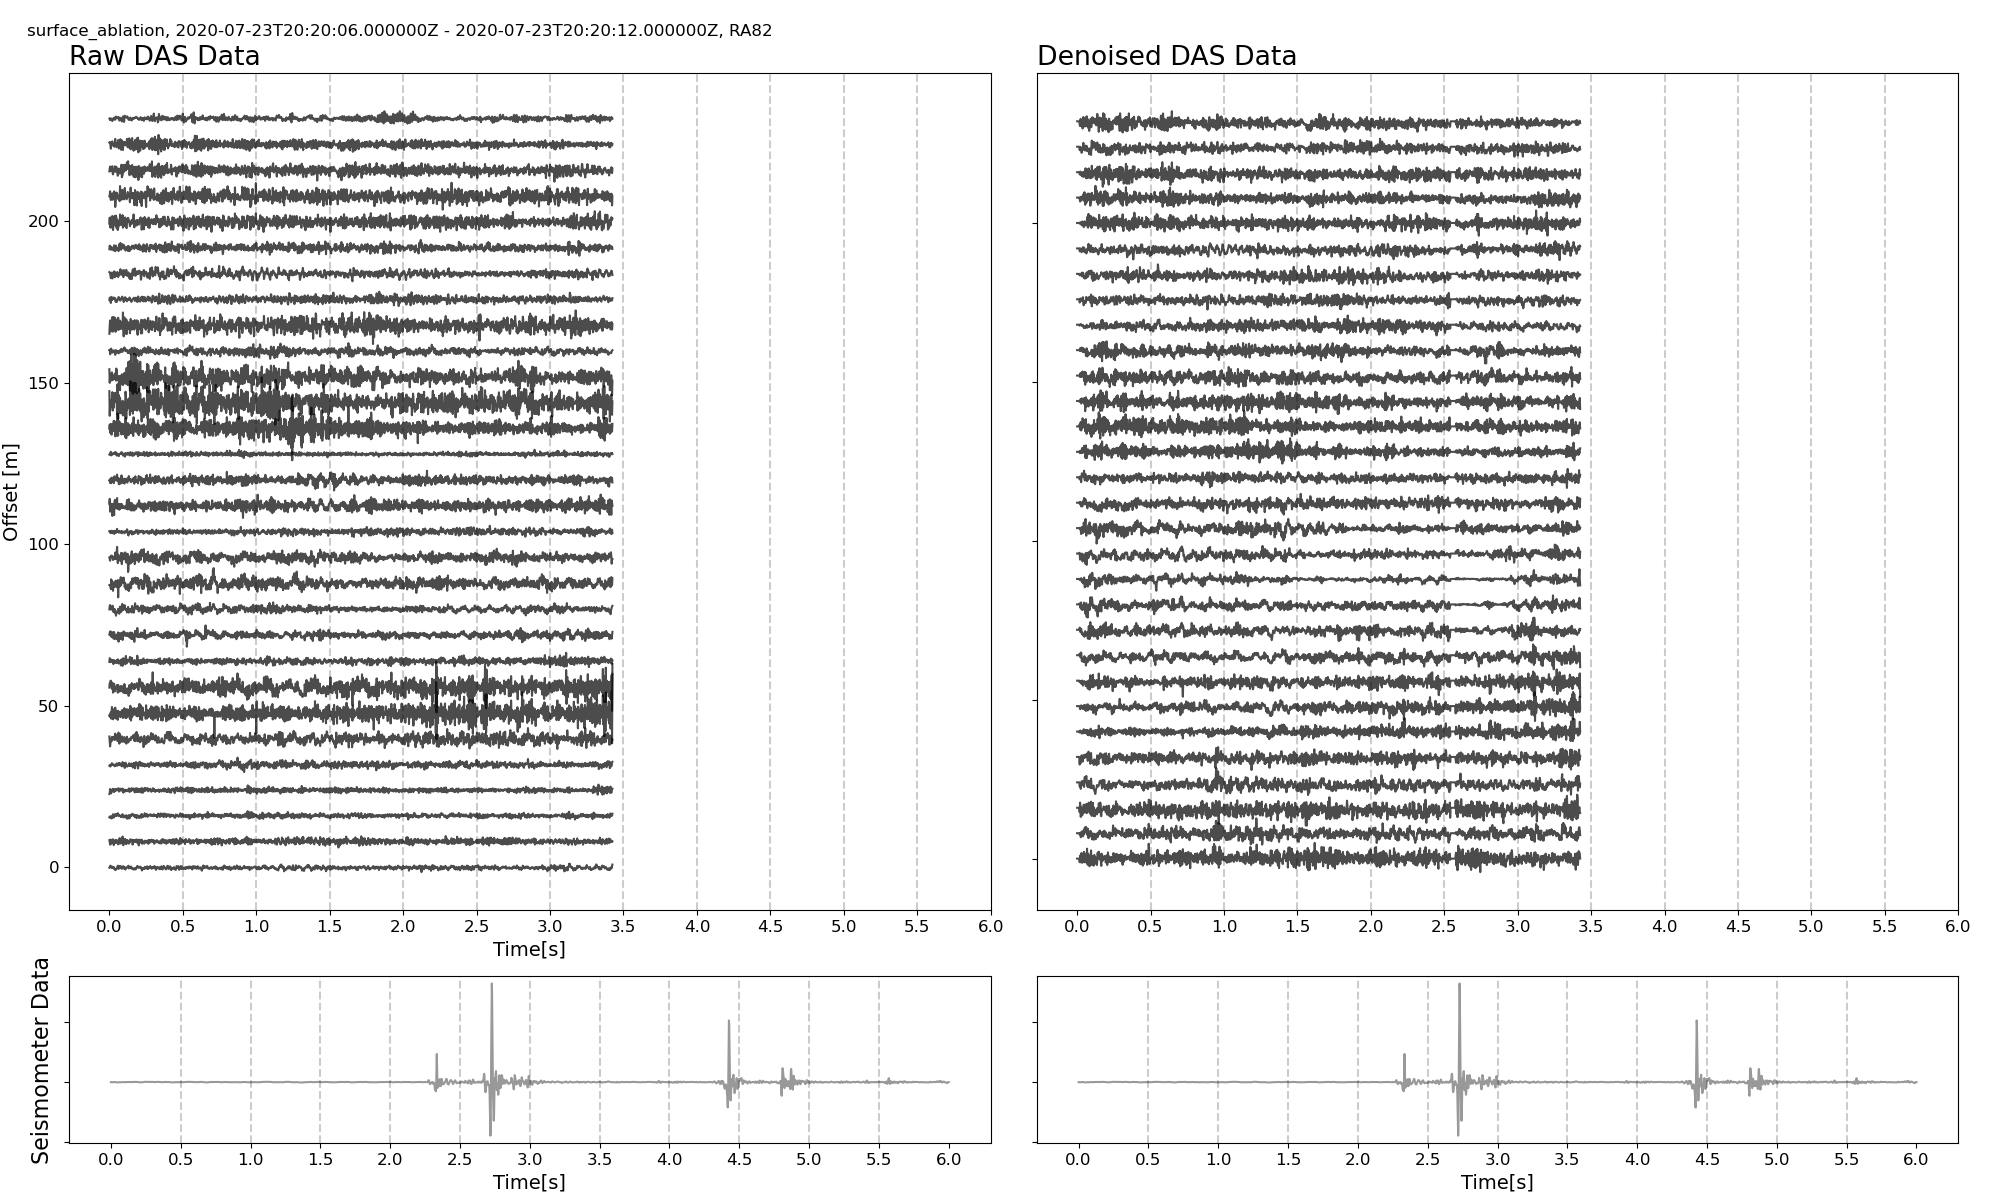 surface_ablation, 2020-07-23T20:20:06.000000Z - 2020-07-23T20:20:12.000000Z, RA82
Raw DAS Data
Denoised DAS Data
Offset [m]
200
150
100
50
0
0.0 0.5 1.0 1.5 2.0 2.5 3.0 3.5 4.0 4.5 5.0 5.5 6.0
Time[s]
0.0 0.5 1.0 1.5 2.0 2.5 3.0 3.5 4.0 4.5 5.0 5.5 6.0
Seismometer Data
0.0 0.5 1.0 1.5 2.0 2.5 3.0 3.5 4.0 4.5 5.0 5.5 6.0
Time[s]
0.0 0.5 1.0 1.5 2.0 2.5 3.0 3.5 4.0 4.5 5.0 5.5 6.0
Time[s]